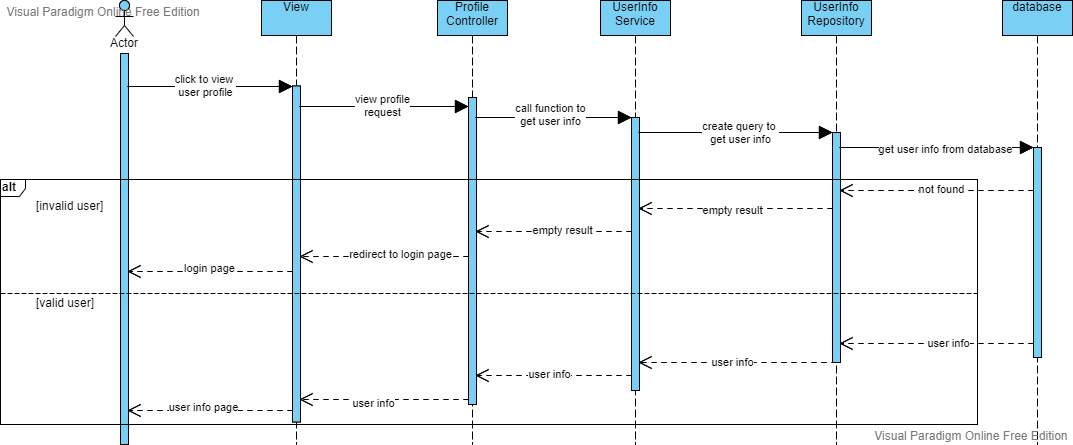 Visual Paradigm Online Free Edition
Actor
View
Profile
Controller
UserInfo
Service
UserInfo
Repository
database
click to view
user profile
view profile
request
call function to
get user info
create query to
get user info
get user info from database
alt
[invalid user]
not found
empty result
empty result
redirect to login page
login page
[valid user]
user info
user info
user info
user info
user info page
Visual Paradigm Online Free Edition